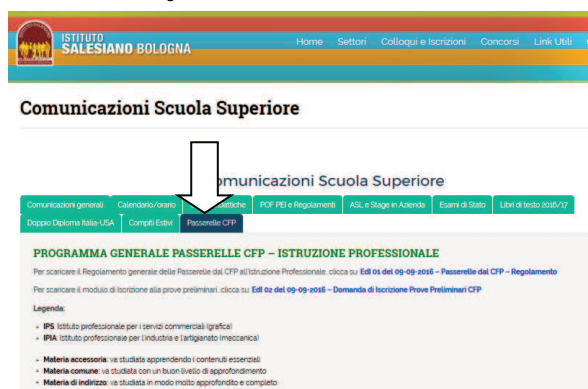 ISTITUTO
SALESIANO BOLOGNA
Home Settori Colloqui e Iscrizioni Concorsi Link Utili
Comunicazioni Scuola Superiore
omunicazioni Scuola Superiore
Comunicazioni generali Calendario/orario dattiche POF PEI e Regolamenti ASL e Stage in Azienda Esami di Stato Libri di testo 2016/17
Doppio Diploma Italia-USA Compiti Estivi Passerelle CFP
PROGRAMMA GENERALE PASSERELLE CFP – ISTRUZIONE PROFESSIONALE
Per scaricare il Regolamento generale delle Passerelle dal CFP all'Istruzione Professionale, clicca su: Edl 01 del 09-09-2016 – Passerelle dal CFP – Regolamento
Per scaricare il modulo di iscrizione alla prove preliminari, clicca su: Edl 02 del 09-09-2016 – Domanda di Iscrizione Prove Preliminari CFP
Legenda:
IPS: Istituto professionale per i servizi commerciali (grafica)
IPIA: Istituto professionale per l'industria e l'artigianato (meccanica)
Materia accessoria: va studiata apprendendo i contenuti essenziali
Materia comune: va studiata con un buon livello di approfondimento
Materia di indirizzo: va studiata in modo molto approfondito e completo